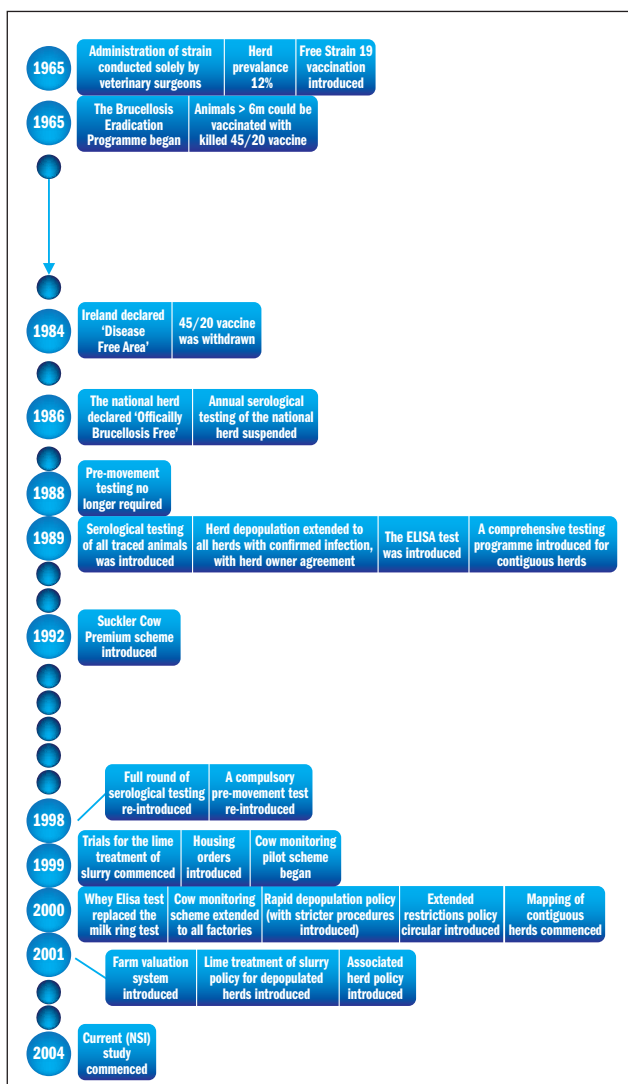 1965
Administration of strain
conducted solely by
veterinary surgeons
Herd
prevalance
12%
Free Strain 19
vaccination
introduced
1965
The Brucellosis
Eradication
Programme began
Animals > 6m could be
vaccinated with
killed 45/20 vaccine
1984
Ireland declared
‘Disease
Free Area’
45/20 vaccine
was withdrawn
1986
The national herd
declared ‘Offically
Brucellosis Free’
Annual serological
testing of the national
herd suspended
1988
Pre-movement
testing no
longer required
1989
Serological testing
of all traced animals
was introduced
Herd depopulation extended to
all herds with confirmed infection,
with herd owner agreement
The ELISA test
was introduced
A comprehensive testing
programme introduced for
contiguous herds
1992
Suckler Cow
Premium scheme
introduced
1998
Full round of
serological testing
re-introduced
A compulsory
pre-movement test
re-introduced
1999
Trials for the lime
treatment of
slurry commenced
Housing
orders
introduced
Cow monitoring
pilot scheme
began
2000
Whey Elisa test
replaced the
milk ring test
Cow monitoring
scheme extended
to all factories
Rapid depopulation policy
(with stricter procedures
introduced)
Extended
restrictions policy
circular introduced
Mapping of
contiguous
herds commenced
2001
Farm valuation
system
introduced
Lime treatment of slurry
policy for depopulated
herds introduced
Associated
herd policy
introduced
2004
Current (NSI)
study
commenced